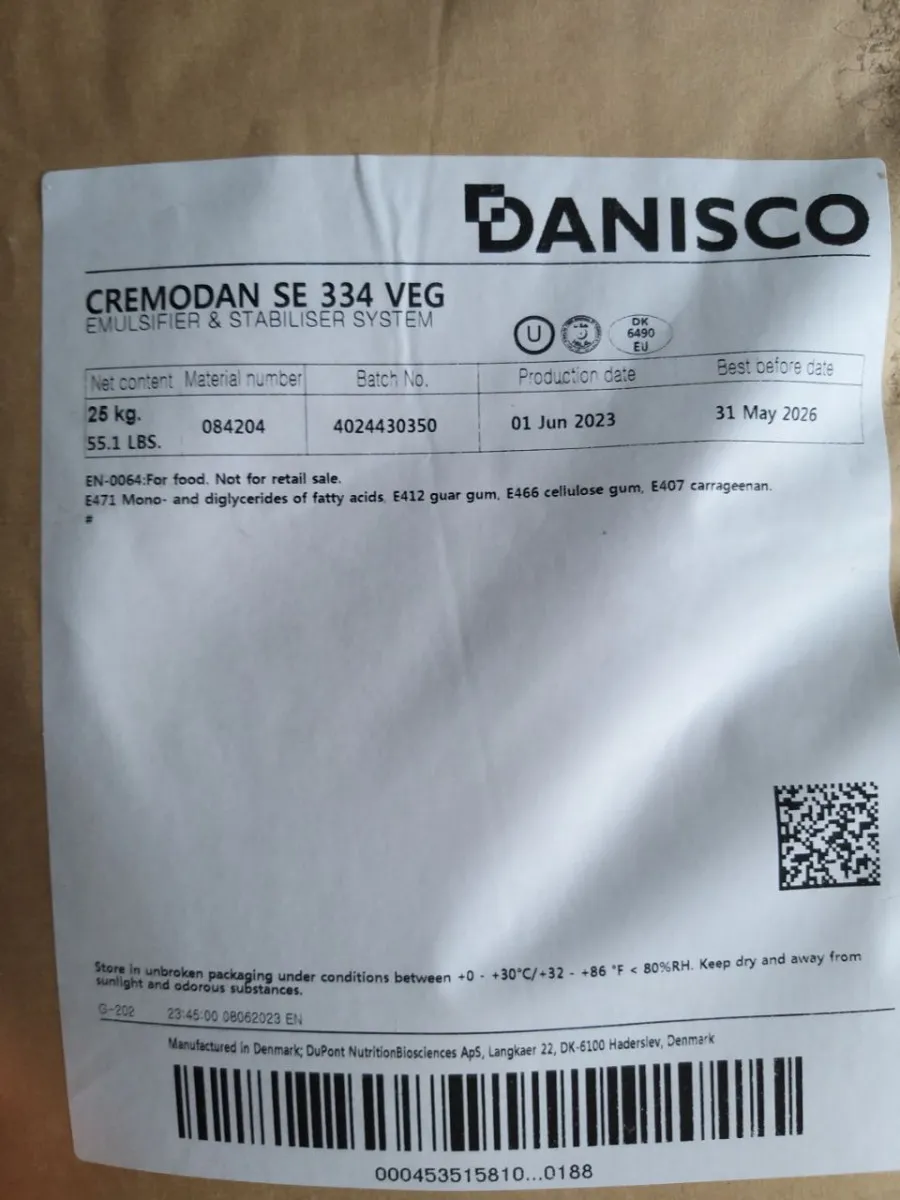 DANISCO
CREMODAN SE 334 VEG
EMULSIFIER & STABILISER SYSTEM
U
DK
6490
EU
Net content Material number Batch No. Production date Best before date
25 kg.
55.1 LBS. 084204 4024430350 01 Jun 2023 31 May 2026
EN-0064:For food. Not for retail sale.
E471 Mono- and diglycerides of fatty acids, E412 guar gum, E466 cellulose gum, E407 carrageenan.
#
Store in unbroken packaging under conditions between +0 - +30°C/+32 - +86 °F < 80%RH. Keep dry and away from
sunlight and odorous substances.
G-202 23:45:00 08062023 EN
Manufactured in Denmark; DuPont NutritionBiosciences ApS, Langkaer 22, DK-6100 Haderslev, Denmark
000453515810...0188